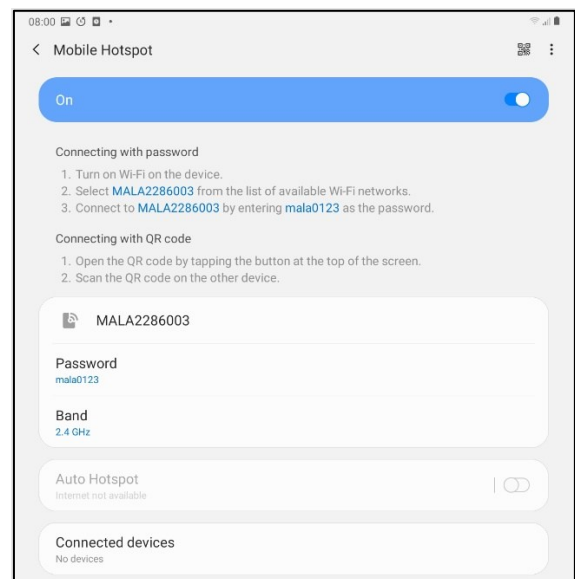 08:00
Mobile Hotspot
On
Connecting with password
1. Turn on Wi-Fi on the device.
2. Select MALA2286003 from the list of available Wi-Fi networks.
3. Connect to MALA2286003 by entering mala0123 as the password.
Connecting with QR code
1. Open the QR code by tapping the button at the top of the screen.
2. Scan the QR code on the other device.
MALA2286003
Password
mala0123
Band
2.4 GHz
Auto Hotspot
Internet not available
Connected devices
No devices